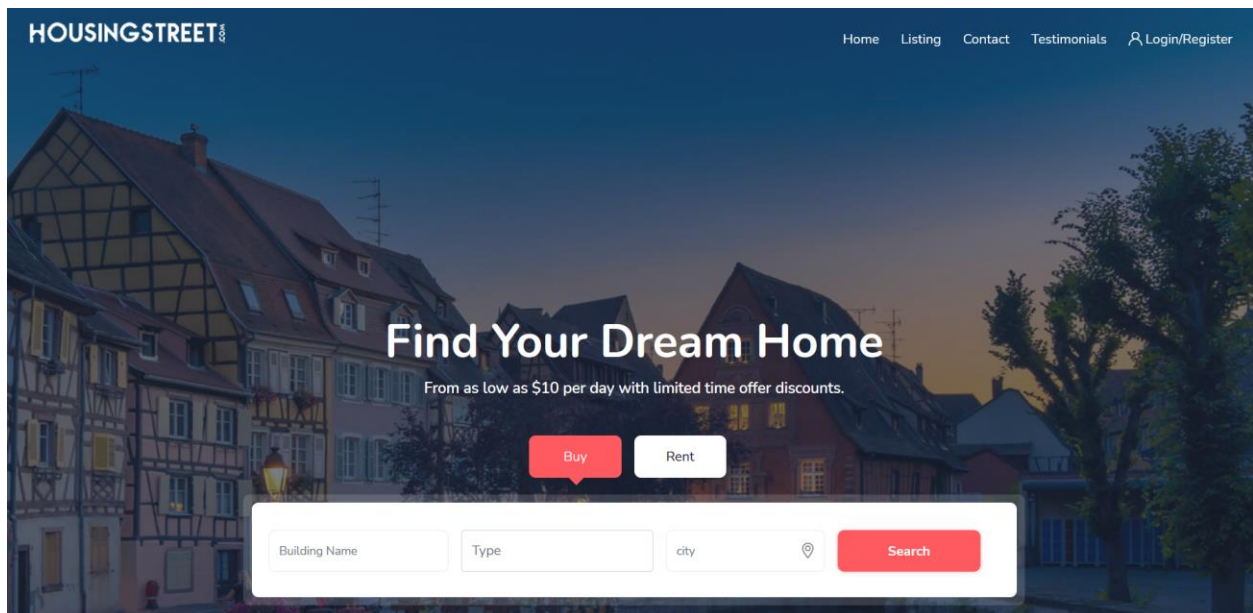 HOUSINGSTREET.COM
Home Listing Contact Testimonials Login/Register
Find Your Dream Home
From as low as $10 per day with limited time offer discounts.
Buy Rent
Building Name Type city Search